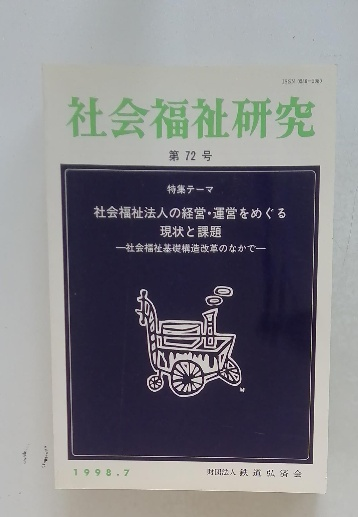 社会福祉研究
第72号
特集テーマ
社会福祉法人の経営・運営をめぐる
現状と課題
—社会福祉基礎構造改革のなかで—
1998.7
財団法人 鉄道弘済会